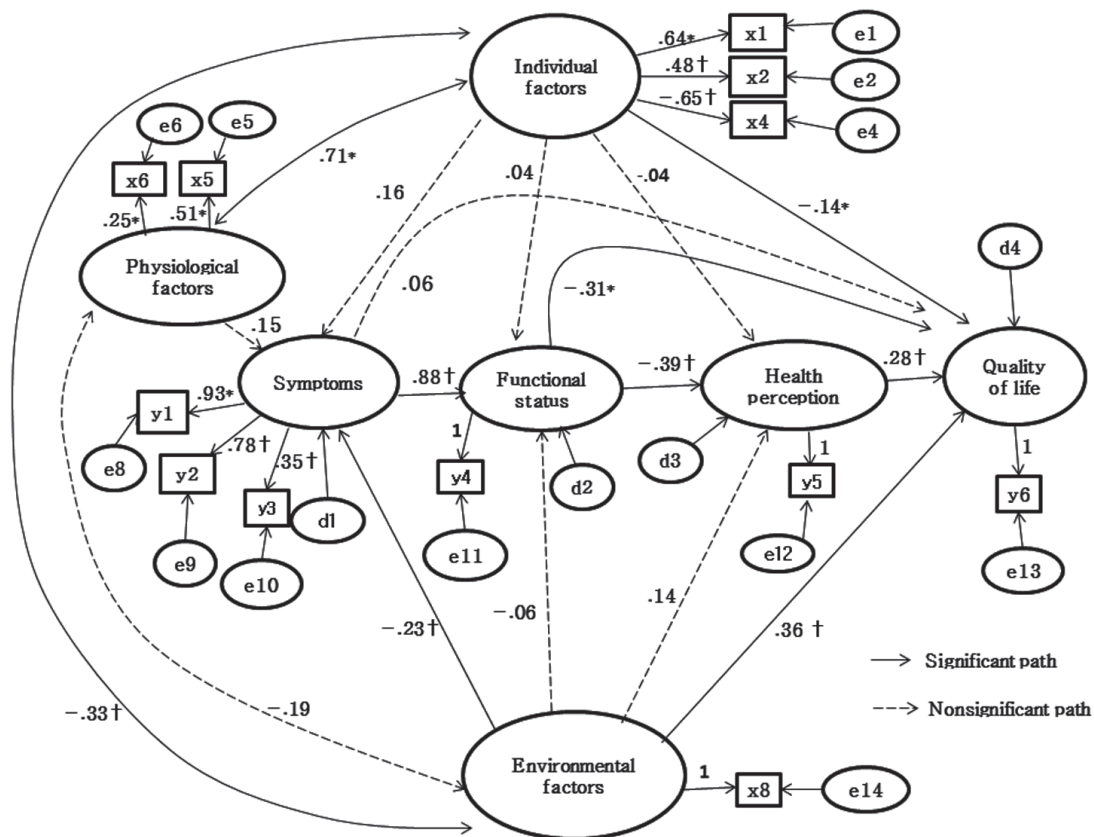 Individual
factors
.64*
x1
e1
.48†
x2
e2
-.65†
x4
e4
e6
e5
x6
x5
.25*
.51*
.71*
Physiological
factors
.16
.04
-.04
-.14*
.06
-.31*
d4
.15
Symptoms
.88†
Functional
status
-.39†
Health
perception
.28†
Quality
of life
.93*
y1
e8
.78†
y2
e9
.35†
y3
e10
d1
1
y4
e11
d2
d3
1
y5
e12
1
y6
e13
-.23†
-.06
.14
.36 †
Significant path
Nonsignificant path
-.33†
-.19
Environmental
factors
1
x8
e14